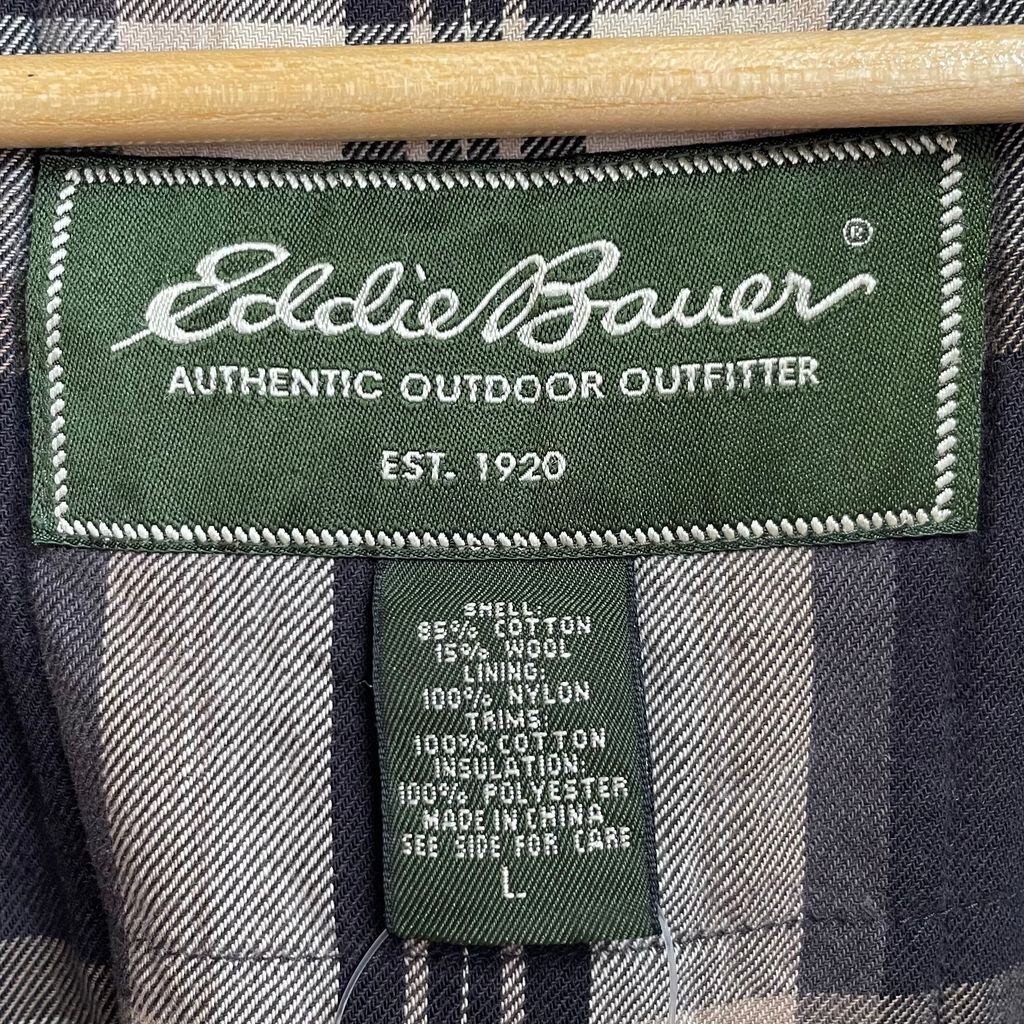 Eddie Bauer®
AUTHENTIC OUTDOOR OUTFITTER
EST. 1920
SHELL:
85% COTTON
15% WOOL
LINING:
100% NYLON
TRIMS:
100% COTTON
INSULATION:
100% POLYESTER
MADE IN CHINA
SEE SIDE FOR CARE
L